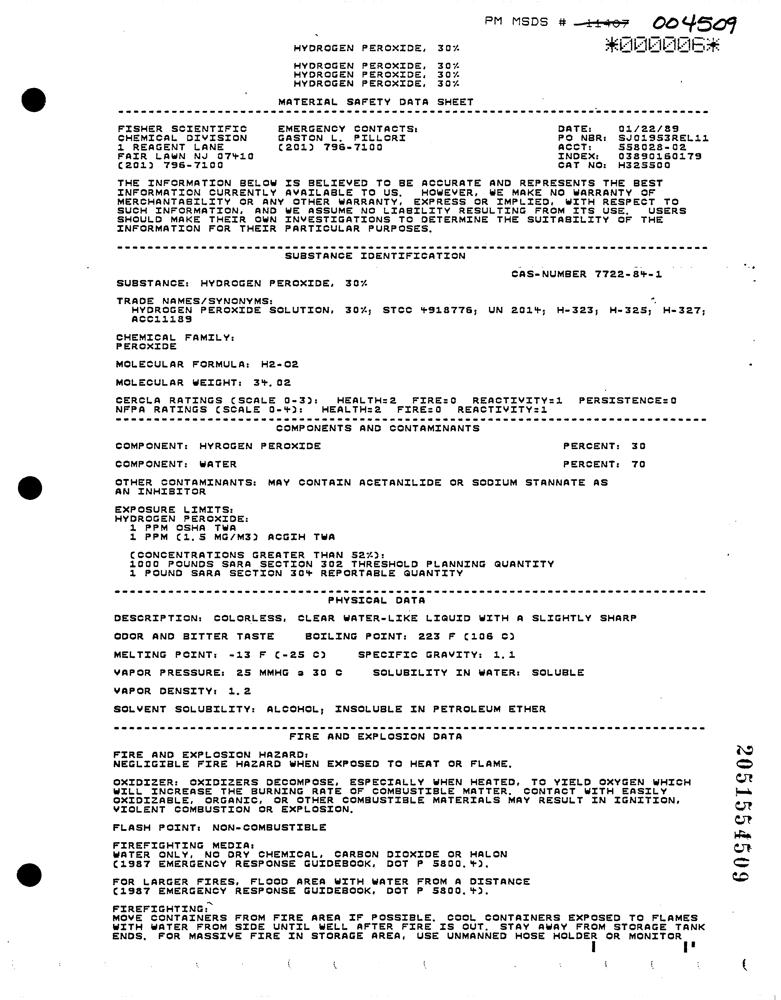 PM MSDS # 11407 004509
*000006*
HYDROGEN PEROXIDE, 30%
HYDROGEN PEROXIDE, 30%
HYDROGEN PEROXIDE, 30%
HYDROGEN PEROXIDE, 30%
MATERIAL SAFETY DATA SHEET
FISHER SCIENTIFIC EMERGENCY CONTACTS: DATE: 01/22/89
CHEMICAL DIVISION GASTON L. PILLORI PO NBR: SJ01953REL11
1 REAGENT LANE (201) 796-7100 ACCT: 558028-02
FAIR LAWN NJ 07410 INDEX: 03890160179
(201) 796-7100 CAT NO: H325500
THE INFORMATION BELOW IS BELIEVED TO BE ACCURATE AND REPRESENTS THE BEST
INFORMATION CURRENTLY AVAILABLE TO US. HOWEVER, WE MAKE NO WARRANTY OF
MERCHANTABILITY OR ANY OTHER WARRANTY, EXPRESS OR IMPLIED, WITH RESPECT TO
SUCH INFORMATION, AND WE ASSUME NO LIABILITY RESULTING FROM ITS USE. USERS
SHOULD MAKE THEIR OWN INVESTIGATIONS TO DETERMINE THE SUITABILITY OF THE
INFORMATION FOR THEIR PARTICULAR PURPOSES.
SUBSTANCE IDENTIFICATION
CAS-NUMBER 7722-84-1
SUBSTANCE: HYDROGEN PEROXIDE, 30%
TRADE NAMES/SYNONYMS:
HYDROGEN PEROXIDE SOLUTION, 30%; STCC 4918776; UN 2014; H-323; H-325; H-327;
ACC11189
CHEMICAL FAMILY:
PEROXIDE
MOLECULAR FORMULA: H2-O2
MOLECULAR WEIGHT: 34.02
CERCLA RATINGS (SCALE 0-3): HEALTH=2 FIRE=0 REACTIVITY=1 PERSISTENCE=0
NFPA RATINGS (SCALE 0-4): HEALTH=2 FIRE=0 REACTIVITY=1
COMPONENTS AND CONTAMINANTS
COMPONENT: HYROGEN PEROXIDE PERCENT: 30
COMPONENT: WATER PERCENT: 70
OTHER CONTAMINANTS: MAY CONTAIN ACETANILIDE OR SODIUM STANNATE AS
AN INHIBITOR
EXPOSURE LIMITS:
HYDROGEN PEROXIDE:
1 PPM OSHA TWA
1 PPM (1.5 MG/M3) ACGIH TWA
(CONCENTRATIONS GREATER THAN 52%):
1000 POUNDS SARA SECTION 302 THRESHOLD PLANNING QUANTITY
1 POUND SARA SECTION 304 REPORTABLE QUANTITY
PHYSICAL DATA
DESCRIPTION: COLORLESS, CLEAR WATER-LIKE LIQUID WITH A SLIGHTLY SHARP
ODOR AND BITTER TASTE BOILING POINT: 223 F (106 C)
MELTING POINT: -13 F (-25 C) SPECIFIC GRAVITY: 1.1
VAPOR PRESSURE: 25 MMHG @ 30 C SOLUBILITY IN WATER: SOLUBLE
VAPOR DENSITY: 1.2
SOLVENT SOLUBILITY: ALCOHOL; INSOLUBLE IN PETROLEUM ETHER
FIRE AND EXPLOSION DATA
FIRE AND EXPLOSION HAZARD:
NEGLIGIBLE FIRE HAZARD WHEN EXPOSED TO HEAT OR FLAME.
OXIDIZER: OXIDIZERS DECOMPOSE, ESPECIALLY WHEN HEATED, TO YIELD OXYGEN WHICH
WILL INCREASE THE BURNING RATE OF COMBUSTIBLE MATTER. CONTACT WITH EASILY
OXIDIZABLE, ORGANIC, OR OTHER COMBUSTIBLE MATERIALS MAY RESULT IN IGNITION,
VIOLENT COMBUSTION OR EXPLOSION.
FLASH POINT: NON-COMBUSTIBLE
FIREFIGHTING MEDIA:
WATER ONLY, NO DRY CHEMICAL, CARBON DIOXIDE OR HALON
(1987 EMERGENCY RESPONSE GUIDEBOOK, DOT P 5800.4).
FOR LARGER FIRES, FLOOD AREA WITH WATER FROM A DISTANCE
(1987 EMERGENCY RESPONSE GUIDEBOOK, DOT P 5800.4).
FIREFIGHTING:
MOVE CONTAINERS FROM FIRE AREA IF POSSIBLE. COOL CONTAINERS EXPOSED TO FLAMES
WITH WATER FROM SIDE UNTIL WELL AFTER FIRE IS OUT. STAY AWAY FROM STORAGE TANK
ENDS. FOR MASSIVE FIRE IN STORAGE AREA, USE UNMANNED HOSE HOLDER OR MONITOR
2051554509